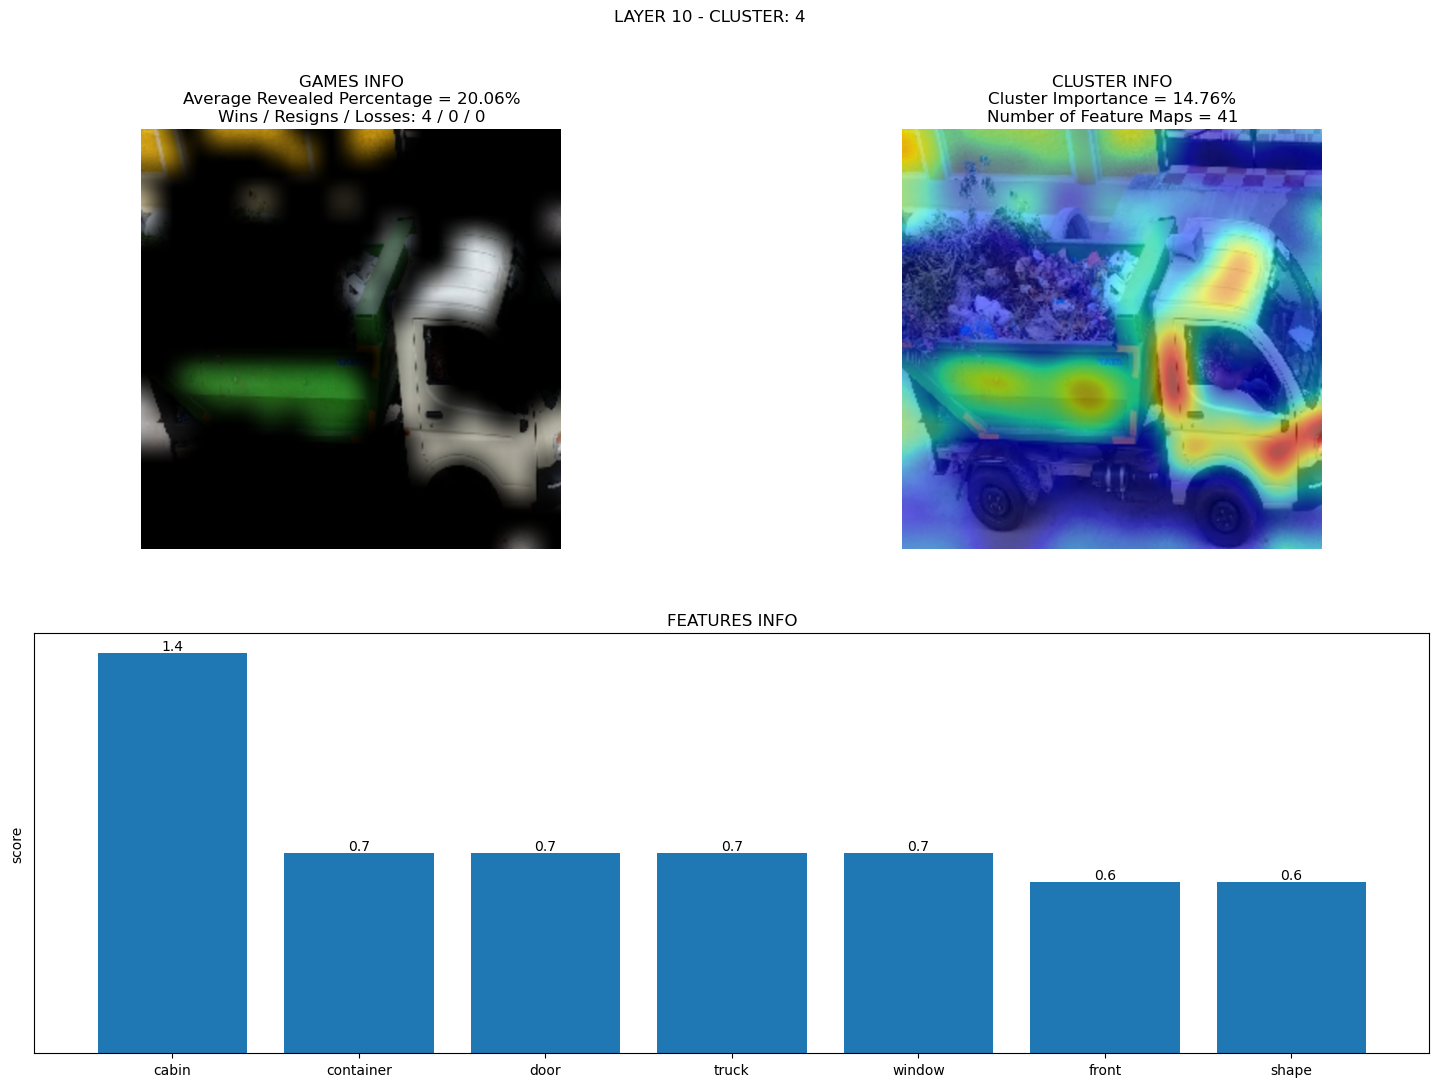 LAYER 10 - CLUSTER: 4
GAMES INFO
Average Revealed Percentage = 20.06%
Wins / Resigns / Losses: 4 / 0 / 0
CLUSTER INFO
Cluster Importance = 14.76%
Number of Feature Maps = 41
FEATURES INFO
score
1.4
0.7
0.7
0.7
0.7
0.6
0.6
cabin
container
door
truck
window
front
shape